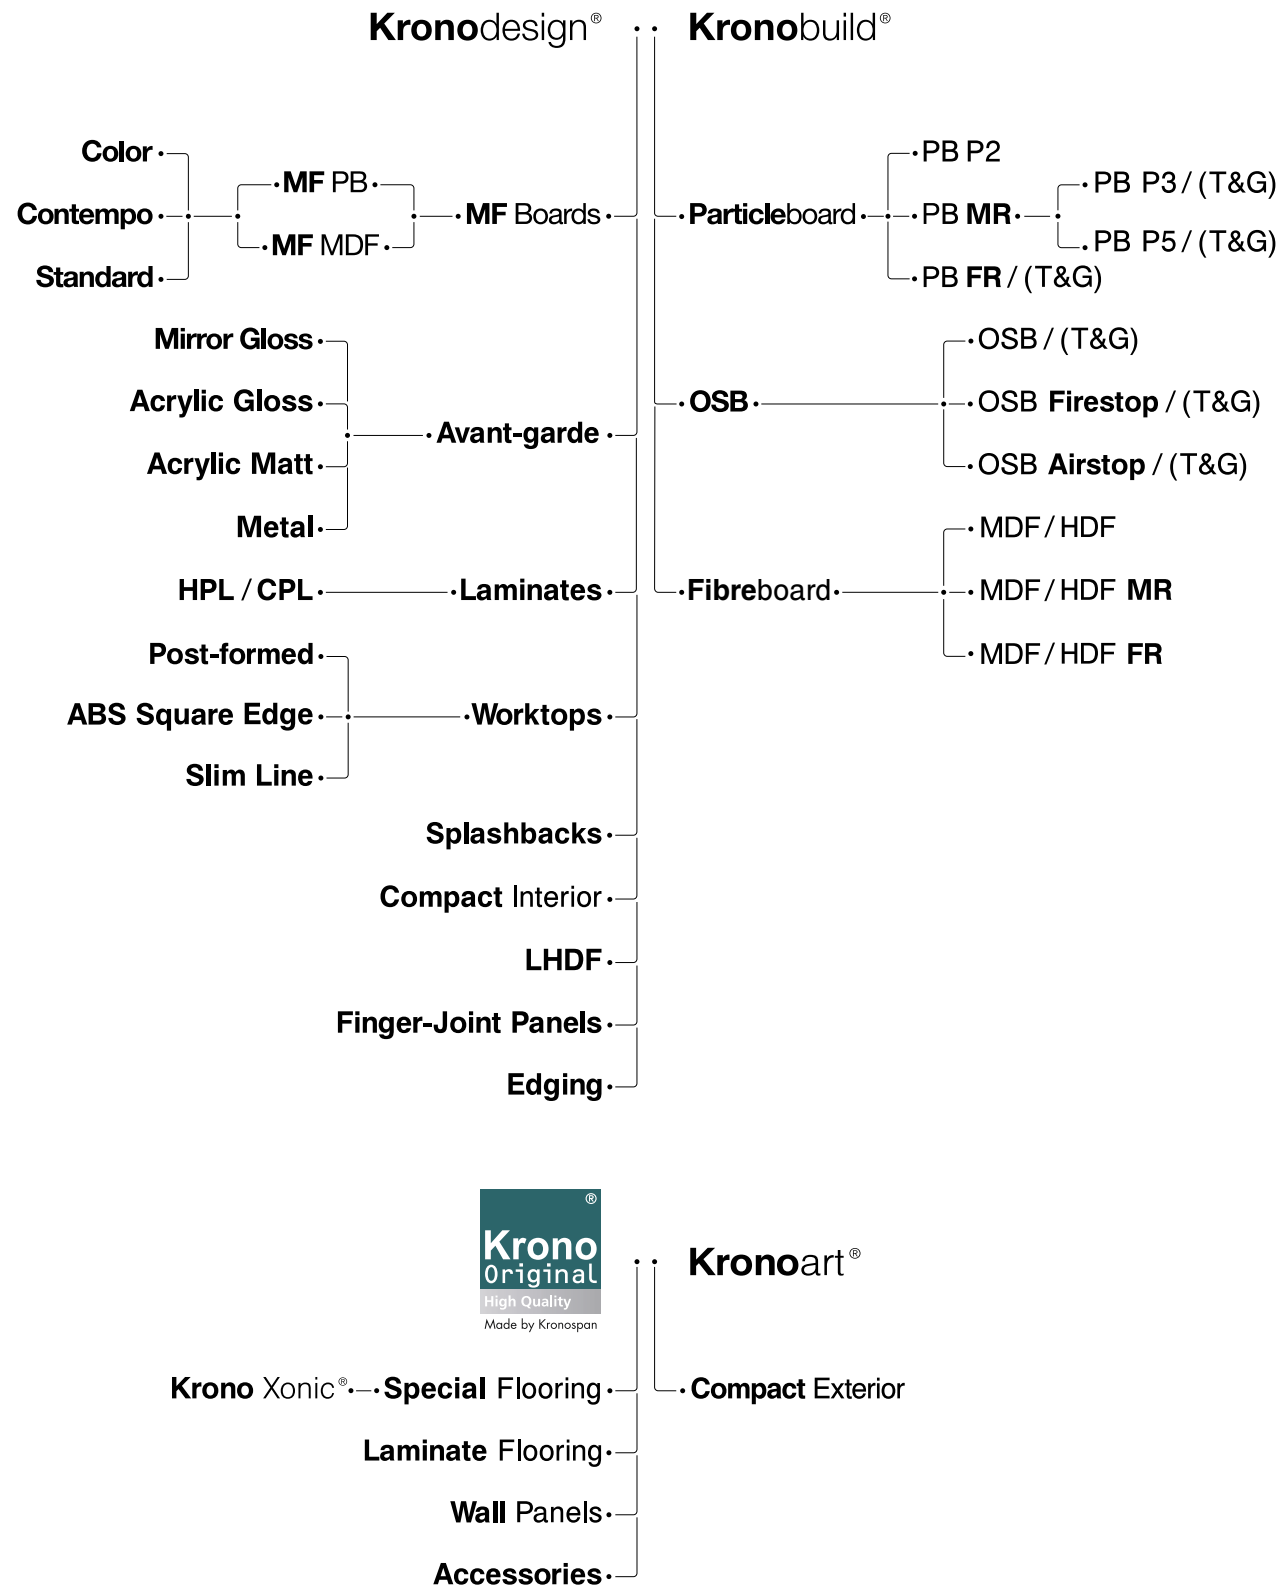 Kronodesign®
Kronobuild®
Color
Contempo
Standard
MF PB
MF MDF
MF Boards
Mirror Gloss
Acrylic Gloss
Acrylic Matt
Metal
Avant-garde
HPL / CPL
Laminates
Post-formed
ABS Square Edge
Slim Line
Worktops
Splashbacks
Compact Interior
LHDF
Finger-Joint Panels
Edging
Particleboard
PB P2
PB MR
PB FR / (T&G)
PB P3 / (T&G)
PB P5 / (T&G)
OSB
OSB / (T&G)
OSB Firestop / (T&G)
OSB Airstop / (T&G)
Fibreboard
MDF / HDF
MDF / HDF MR
MDF / HDF FR
®
Krono
Original
High Quality
Made by Kronospan
Kronoart®
Krono Xonic®
Special Flooring
Laminate Flooring
Wall Panels
Accessories
Compact Exterior